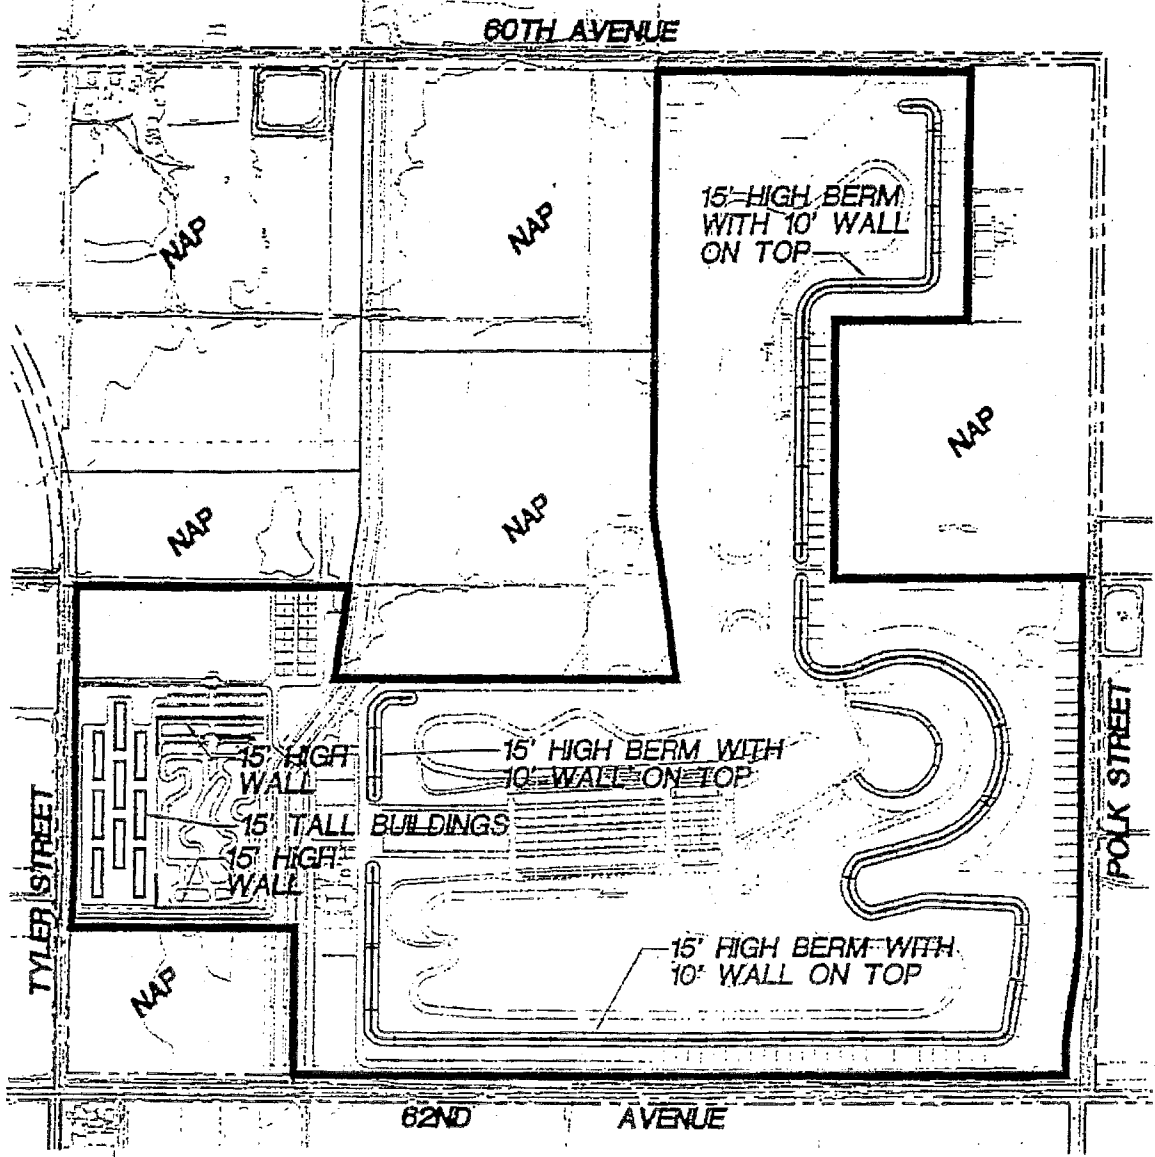 60TH AVENUE
15' HIGH BERM
WITH 10' WALL
ON TOP
NAP
NAP
NAP
NAP
NAP
15' HIGH
WALL
15' HIGH BERM WITH
10' WALL ON TOP
15' TALL BUILDINGS
15' HIGH
WALL
TYLER STREET
POLK STREET
15' HIGH BERM WITH
10' WALL ON TOP
NAP
62ND AVENUE